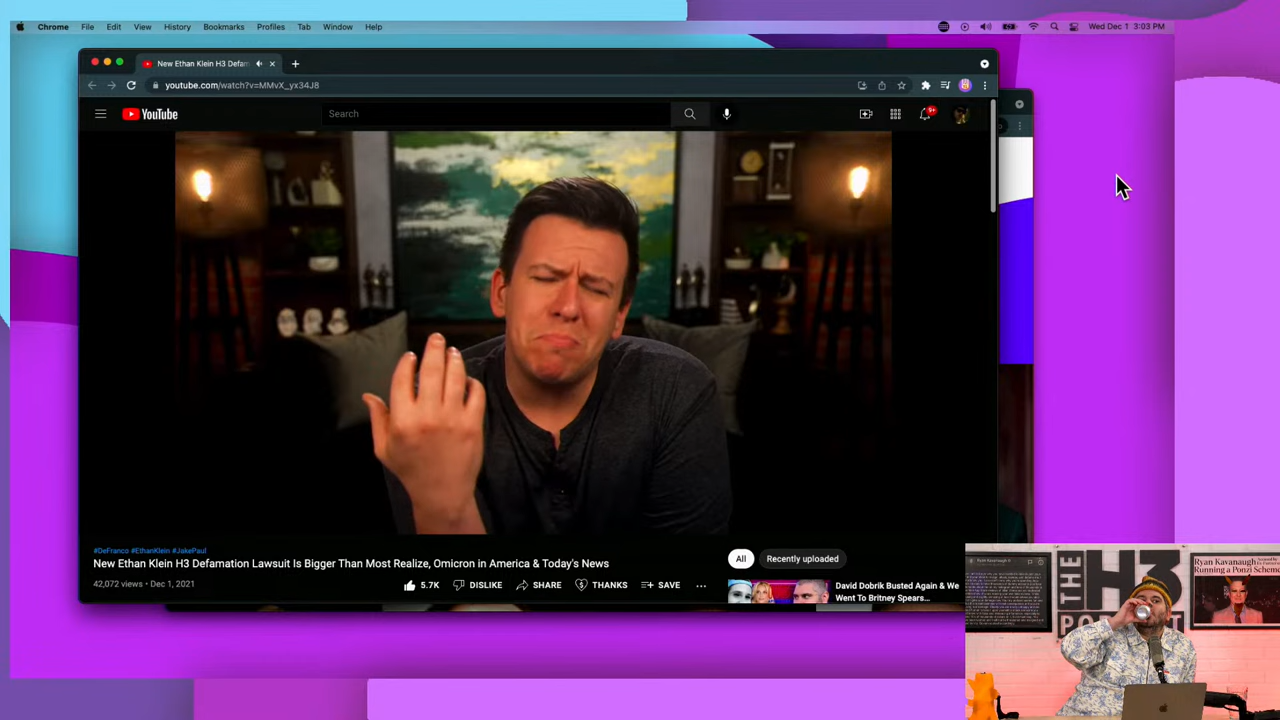 Chrome File Edit View History Bookmarks Profiles Tab Window Help Wed Dec 1 3:03 PM
New Ethan Klein H3 Defam
youtube.com/watch?v=MMvX_yx34J8
YouTube Search 9+
#DeFranco #EthanKlein #JakePaul
New Ethan Klein H3 Defamation Lawsuit Is Bigger Than Most Realize, Omicron in America & Today's News
42,072 views • Dec 1, 2021
5.7K DISLIKE SHARE THANKS SAVE
All Recently uploaded
David Dobrik Busted Again & We
Went To Britney Spears...
THE
H3
PODCAST
Ryan Kavanaugh
Running a Ponzi Scheme